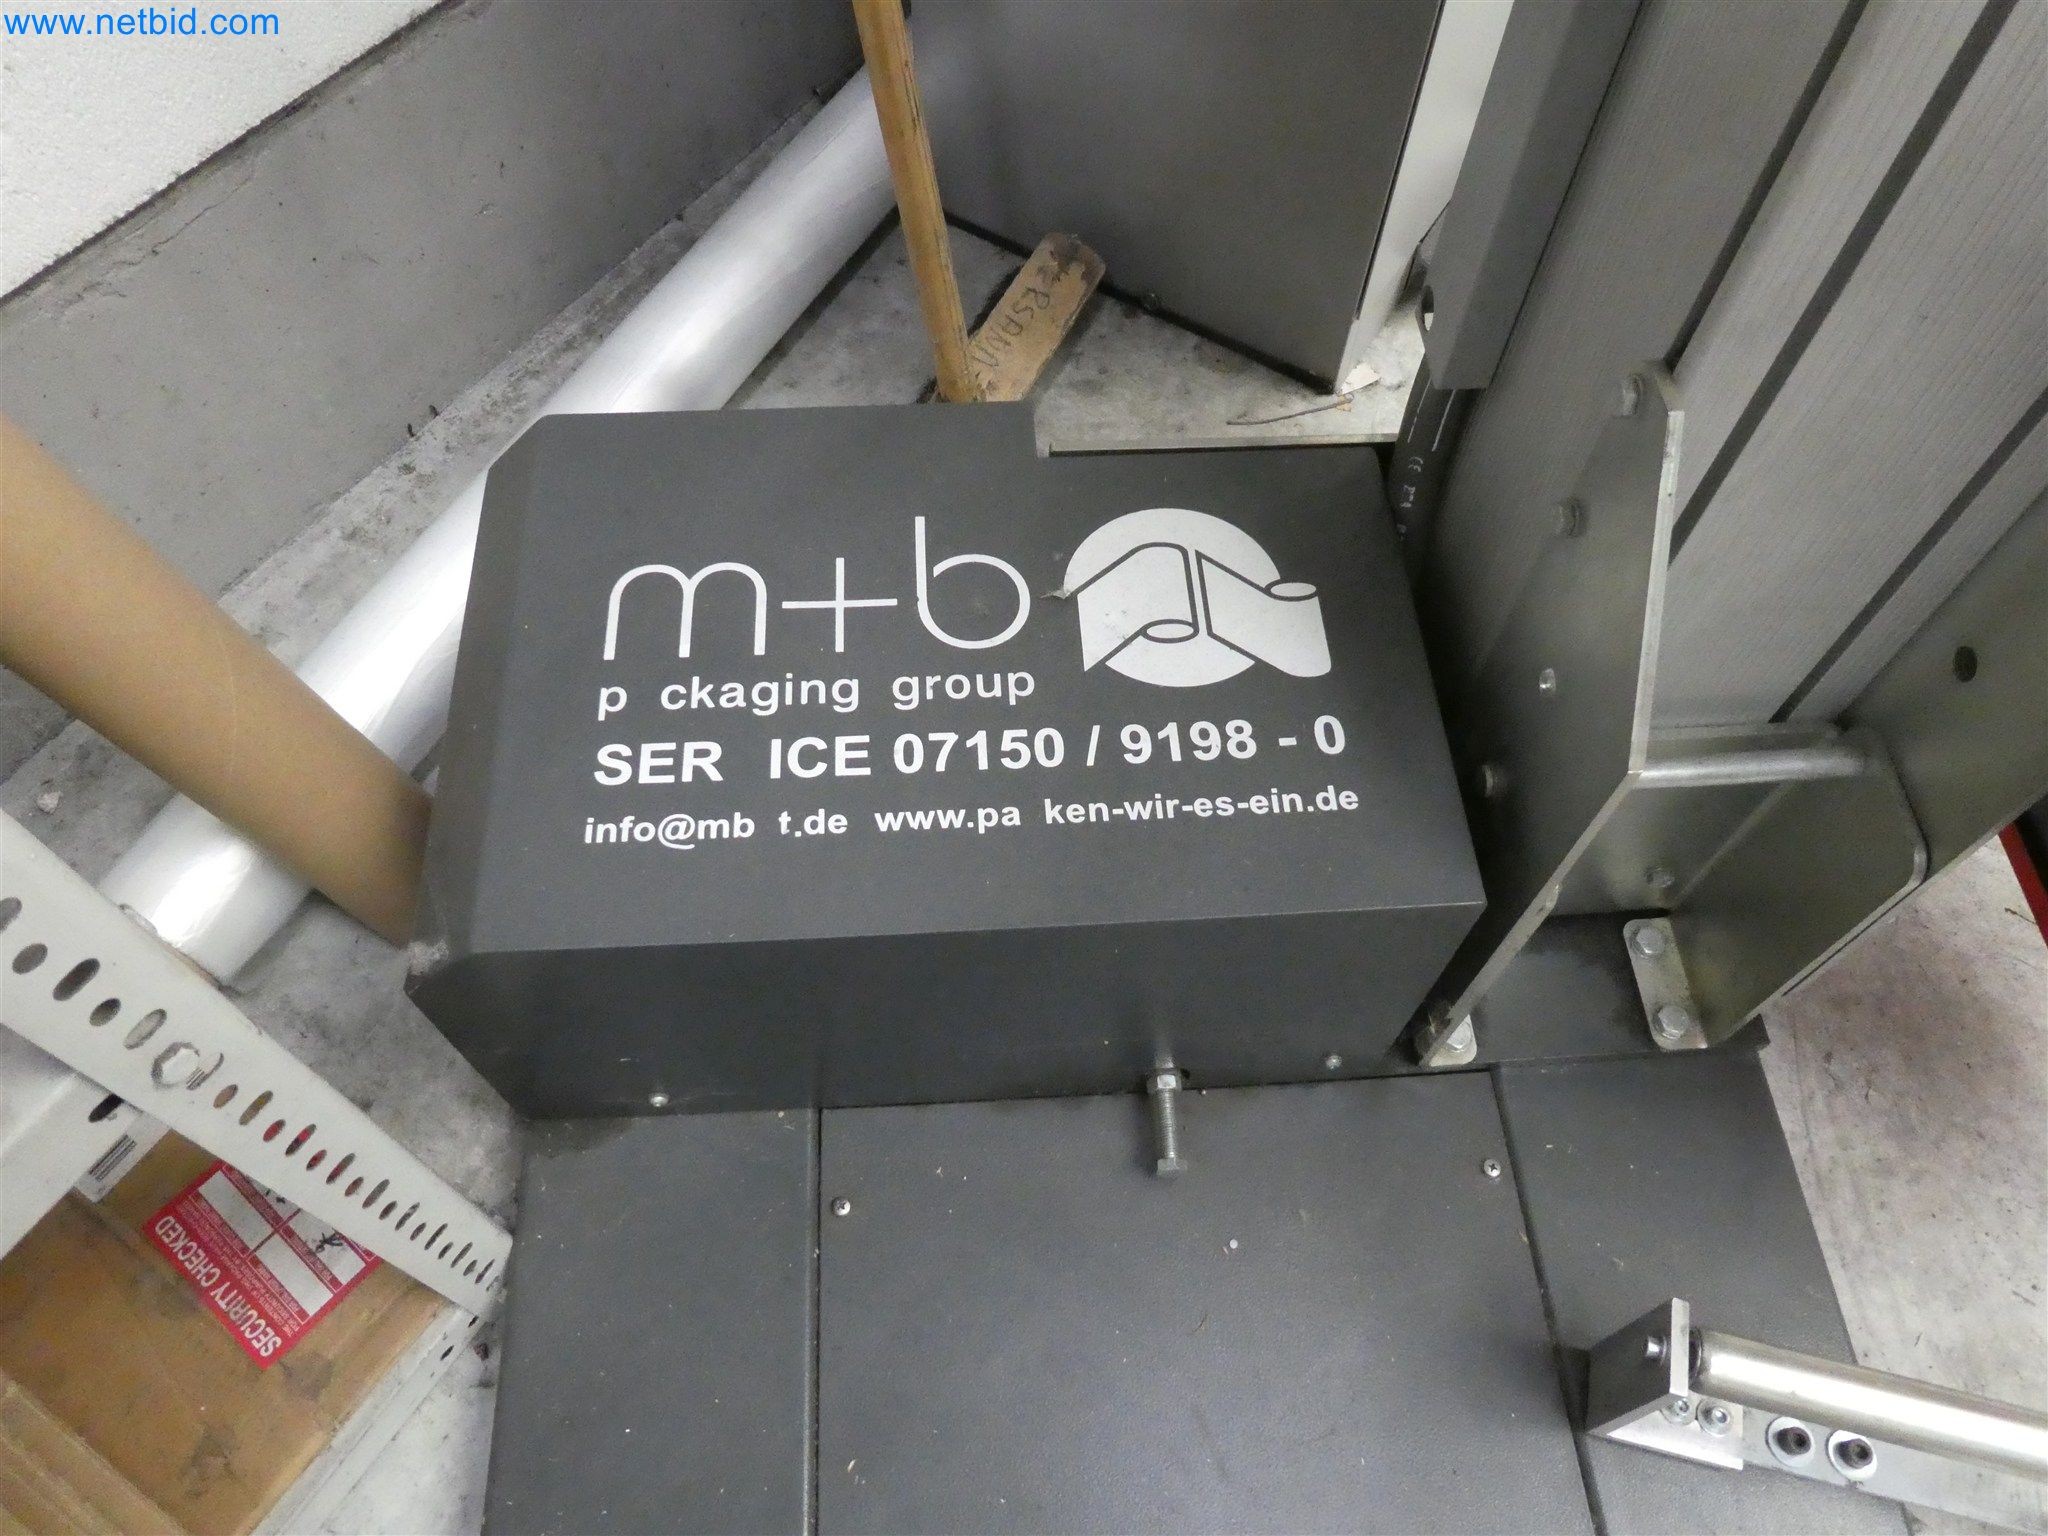 www.netbid.com
m+b
p ckaging group
SER ICE 07150 / 9198 - 0
info@mb t.de www.pa ken-wir-es-ein.de
SECURITY CHECKED